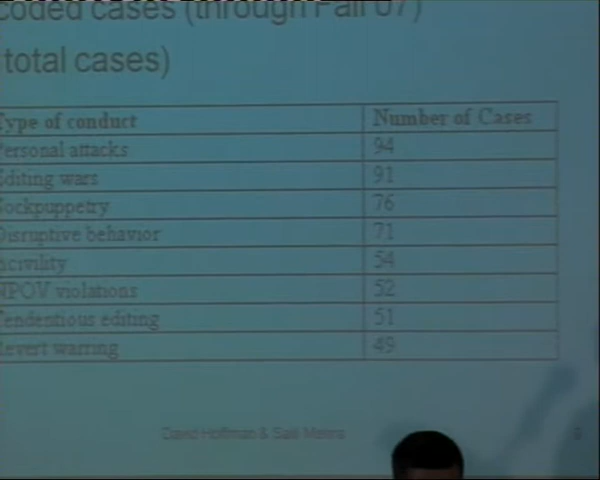 coded cases (through Fall 07)
total cases)
Type of conduct Number of Cases
Personal attacks 94
Editing wars 91
Sockpuppetry 76
Disruptive behavior 71
Incivility 54
NPOV violations 52
Tendentious editing 51
Revert warring 49
David Hoffman & Salil Mehra